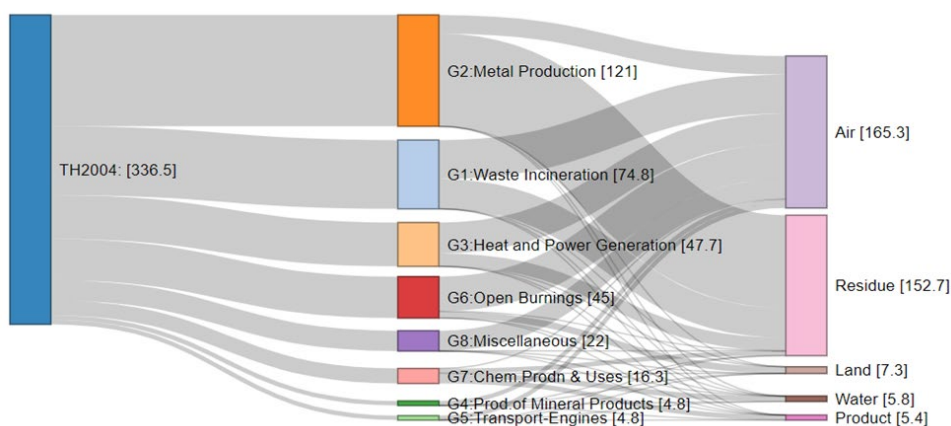 TH2004: [336.5]
G2:Metal Production [121]
G1:Waste Incineration [74.8]
G3:Heat and Power Generation [47.7]
G6:Open Burnings [45]
G8:Miscellaneous [22]
G7:Chem.Prodn & Uses [16.3]
G4:Prod.of Mineral Products [4.8]
G5:Transport-Engines [4.8]
Air [165.3]
Residue [152.7]
Land [7.3]
Water [5.8]
Product [5.4]